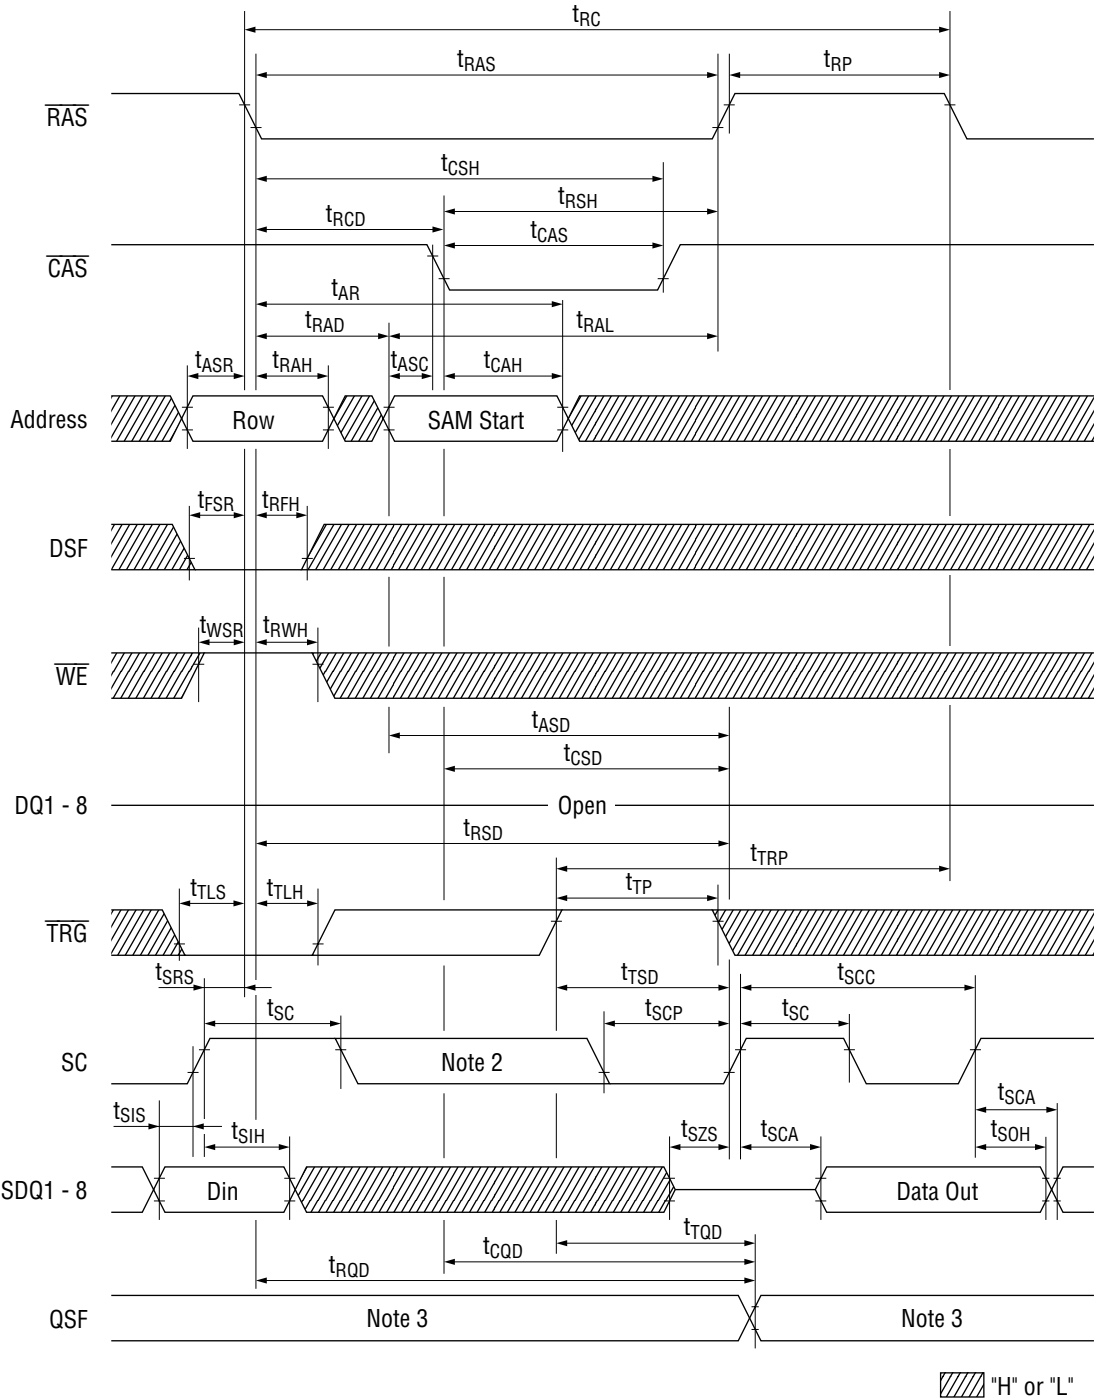 tRC
tRAS tRP
RAS
tCSH
tRSH
tRCD
tCAS
CAS
tAR
tRAD tRAL
tASR tRAH tASC tCAH
Address Row SAM Start
tFSR tRFH
DSF
tWSR tRWH
WE
tASD
tCSD
DQ1 - 8 Open
tRSD
tTRP
tTLS tTLH tTP
TRG
tSRS tTSD tSCC
tSC tSCP tSC
SC Note 2
tSIS tSCA
tSIH tSZS tSCA tSOH
SDQ1 - 8 Din Data Out
tTQD
tCQD
tRQD
QSF Note 3 Note 3
"H" or "L"